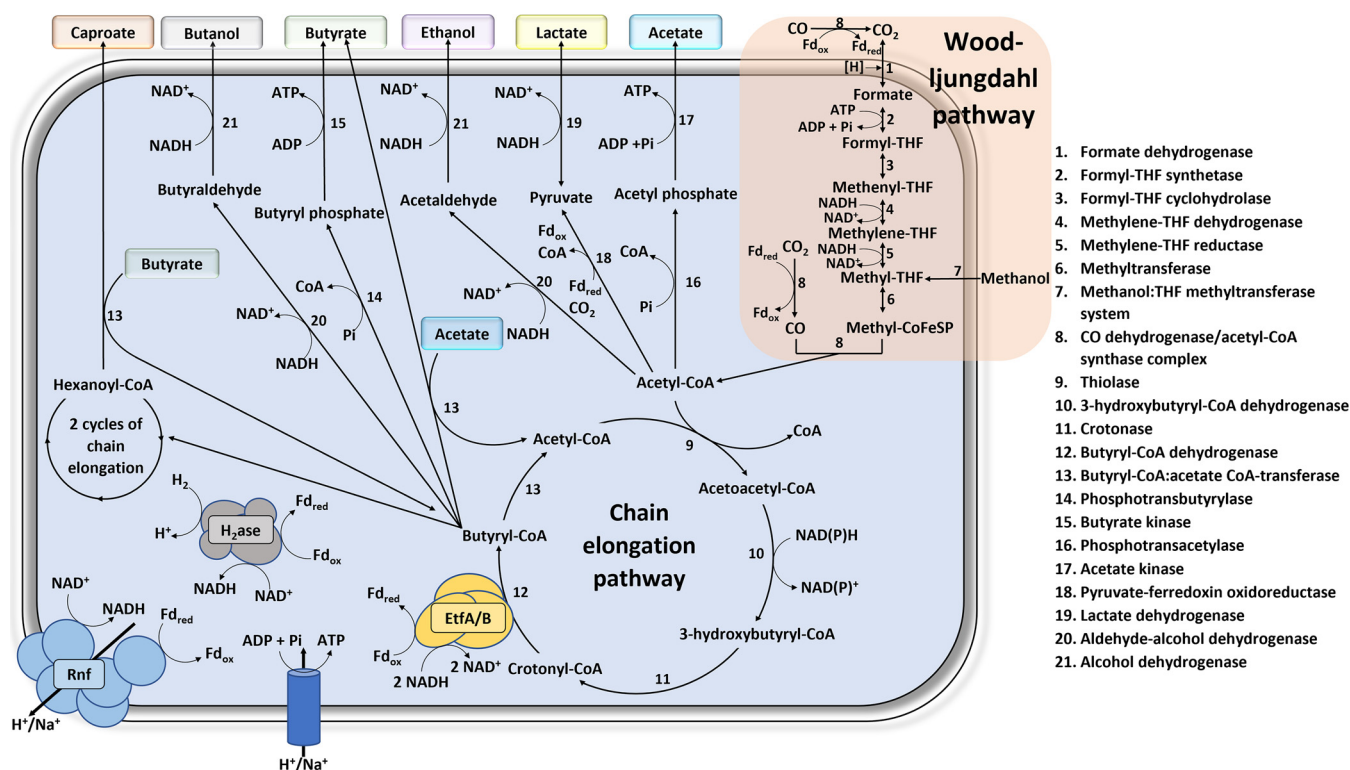 Caproate
Butanol
Butyrate
Ethanol
Lactate
Acetate
CO
8
CO₂
Fdox
Fdred
Wood-
ljungdahl
pathway
[H]
1
Formate
ATP
2
ADP + Pi
Formyl-THF
3
Methenyl-THF
NADH
4
NAD⁺
Methylene-THF
NADH
5
NAD⁺
Methyl-THF
7
Methanol
6
Methyl-CoFeSP
CO₂
Fdred
8
Fdox
CO
8
NAD⁺
21
NADH
Butyraldehyde
ATP
15
ADP
Butyryl phosphate
NAD⁺
21
NADH
Acetaldehyde
NAD⁺
19
NADH
Pyruvate
ATP
17
ADP +Pi
Acetyl phosphate
Fdox
CoA
18
Fdred
CO₂
CoA
16
Pi
Butyrate
13
CoA
14
Pi
NAD⁺
20
NADH
NAD⁺
20
NADH
Acetate
13
Acetyl-CoA
Hexanoyl-CoA
2 cycles of
chain
elongation
Acetyl-CoA
9
CoA
13
Acetoacetyl-CoA
Chain
elongation
pathway
10
NAD(P)H
NAD(P)⁺
3-hydroxybutyryl-CoA
11
Crotonyl-CoA
12
Butyryl-CoA
EtfA/B
Fdred
Fdox
2 NADH
2 NAD⁺
H₂
H⁺
H₂ase
Fdred
Fdox
NADH
NAD⁺
NAD⁺
NADH
Fdred
Fdox
Rnf
H⁺/Na⁺
ADP + Pi
ATP
H⁺/Na⁺
1. Formate dehydrogenase
2. Formyl-THF synthetase
3. Formyl-THF cyclohydrolase
4. Methylene-THF dehydrogenase
5. Methylene-THF reductase
6. Methyltransferase
7. Methanol:THF methyltransferase
system
8. CO dehydrogenase/acetyl-CoA
synthase complex
9. Thiolase
10. 3-hydroxybutyryl-CoA dehydrogenase
11. Crotonase
12. Butyryl-CoA dehydrogenase
13. Butyryl-CoA:acetate CoA-transferase
14. Phosphotransbutyrylase
15. Butyrate kinase
16. Phosphotransacetylase
17. Acetate kinase
18. Pyruvate-ferredoxin oxidoreductase
19. Lactate dehydrogenase
20. Aldehyde-alcohol dehydrogenase
21. Alcohol dehydrogenase